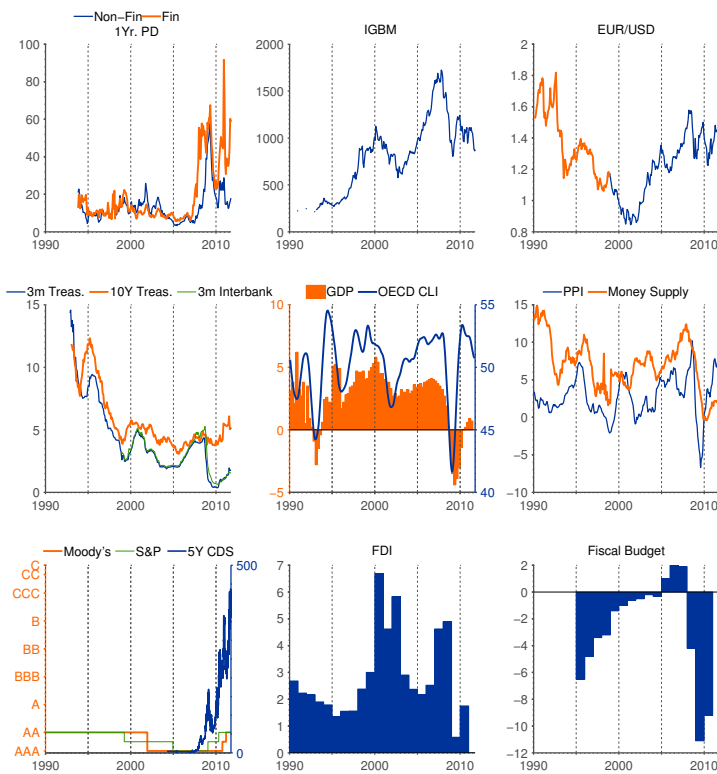 Non−Fin Fin
1Yr. PD
100
80
60
40
20
0
1990 2000 2010
IGBM
2000
1500
1000
500
0
1990 2000 2010
EUR/USD
2
1.8
1.6
1.4
1.2
1
0.8
1990 2000 2010
3m Treas. 10Y Treas. 3m Interbank
15
10
5
0
1990 2000 2010
GDP OECD CLI
10 55
5 50
0 45
−5 40
1990 2000 2010
PPI Money Supply
15
10
5
0
−5
−10
1990 2000 2010
Moody's S&P 5Y CDS
C 500
CC
CCC
B
BB
BBB
A
AA
AAA 0
1990 2000 2010
FDI
7
6
5
4
3
2
1
0
1990 2000 2010
Fiscal Budget
2
0
−2
−4
−6
−8
−10
−12
1990 2000 2010